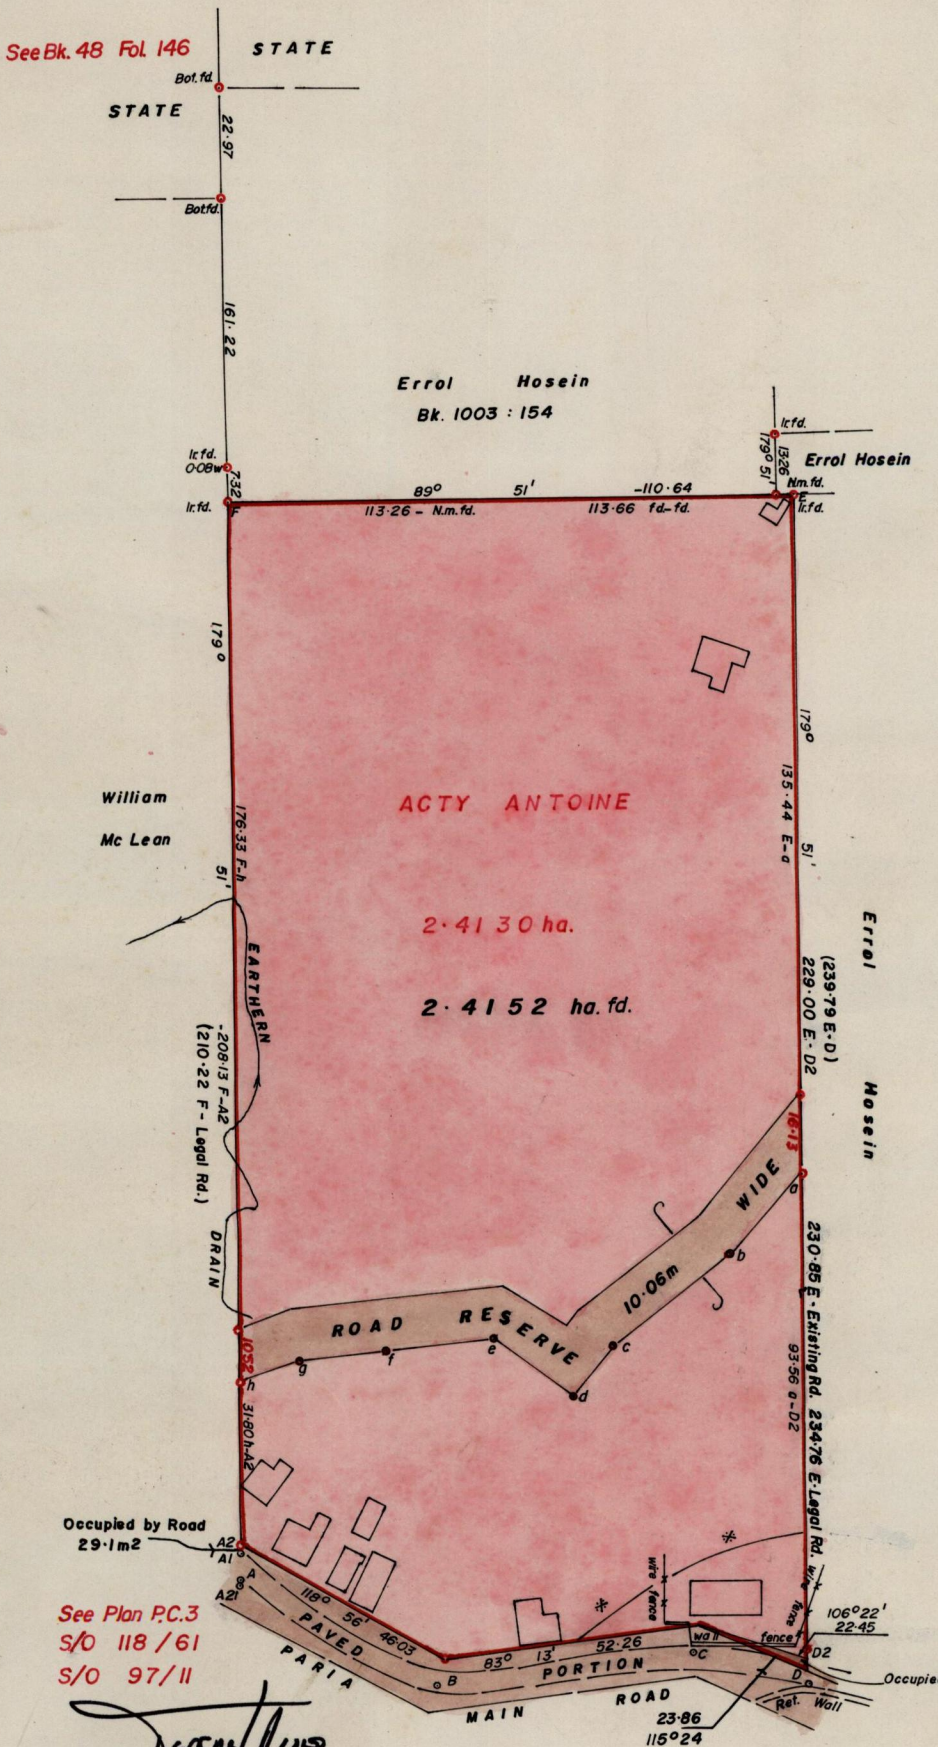 See Bk. 48 Fol. 146
STATE
Bot. fd.
STATE
22·97
Bot fd.
161·22
Errol Hosein
Bk. 1003 : 154
Ir. fd.
0·08w
7·32
Ir. fd.
F
Ir. fd.
179° 51'
13·26
Errol Hosein
N.m. fd.
E
Ir. fd.
89° 51' -110·64
113·26 - N.m. fd. 113·66 fd-fd.
179°
51'
176·33 F-h
179°
51'
135·44 E-a
William
Mc Lean
ACTY ANTOINE
2·4130 ha.
2·4152 ha. fd.
Errol Hosein
(239·79 E-D)
229·00 E-D2
EARTHERN
DRAIN
-208·13 F-A2
(210·22 F - Legal Rd.)
16·13
a
WIDE
b
10·06m
c
ROAD RESERVE
d
e
f
g
h
10·52
31·80 h-A2
230·85 E - Existing Rd. 234·76 E-Legal Rd.
93·56 a-D2
Occupied by Road
29·1m2
A2
A1
A
A21
118° 56'
46·03
83° 13' 52·26
wire fence
wall
fence
wire fence
106°22'
22·45
D2
D
C
B
PAVED PORTION
PARIA MAIN ROAD
Ret. Wall
23·86
115°24
See Plan P.C.3
S/O 118 / 61
S/O 97/11